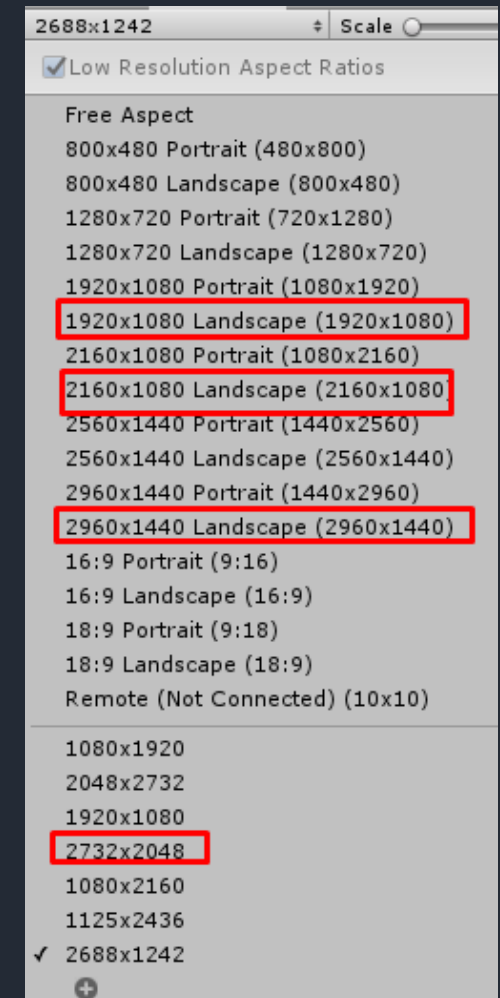 2688x1242 Scale
Low Resolution Aspect Ratios
Free Aspect
800x480 Portrait (480x800)
800x480 Landscape (800x480)
1280x720 Portrait (720x1280)
1280x720 Landscape (1280x720)
1920x1080 Portrait (1080x1920)
1920x1080 Landscape (1920x1080)
2160x1080 Portrait (1080x2160)
2160x1080 Landscape (2160x1080)
2560x1440 Portrait (1440x2560)
2560x1440 Landscape (2560x1440)
2960x1440 Portrait (1440x2960)
2960x1440 Landscape (2960x1440)
16:9 Portrait (9:16)
16:9 Landscape (16:9)
18:9 Portrait (9:18)
18:9 Landscape (18:9)
Remote (Not Connected) (10x10)
1080x1920
2048x2732
1920x1080
2732x2048
1080x2160
1125x2436
2688x1242